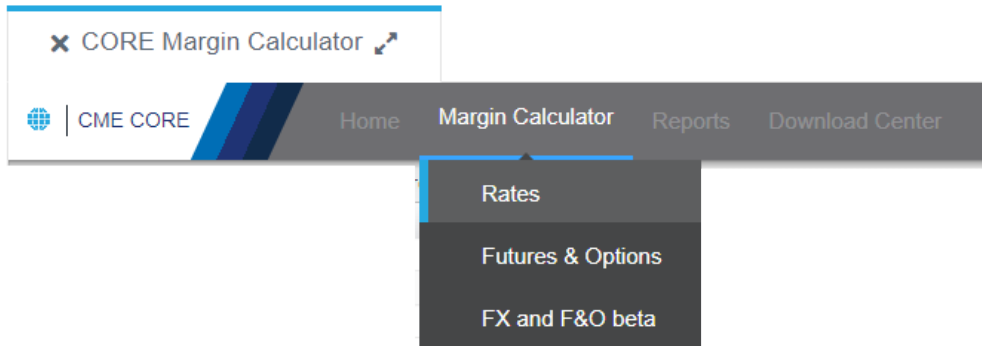 CORE Margin Calculator
CME CORE Home Margin Calculator Reports Download Center
Rates
Futures & Options
FX and F&O beta